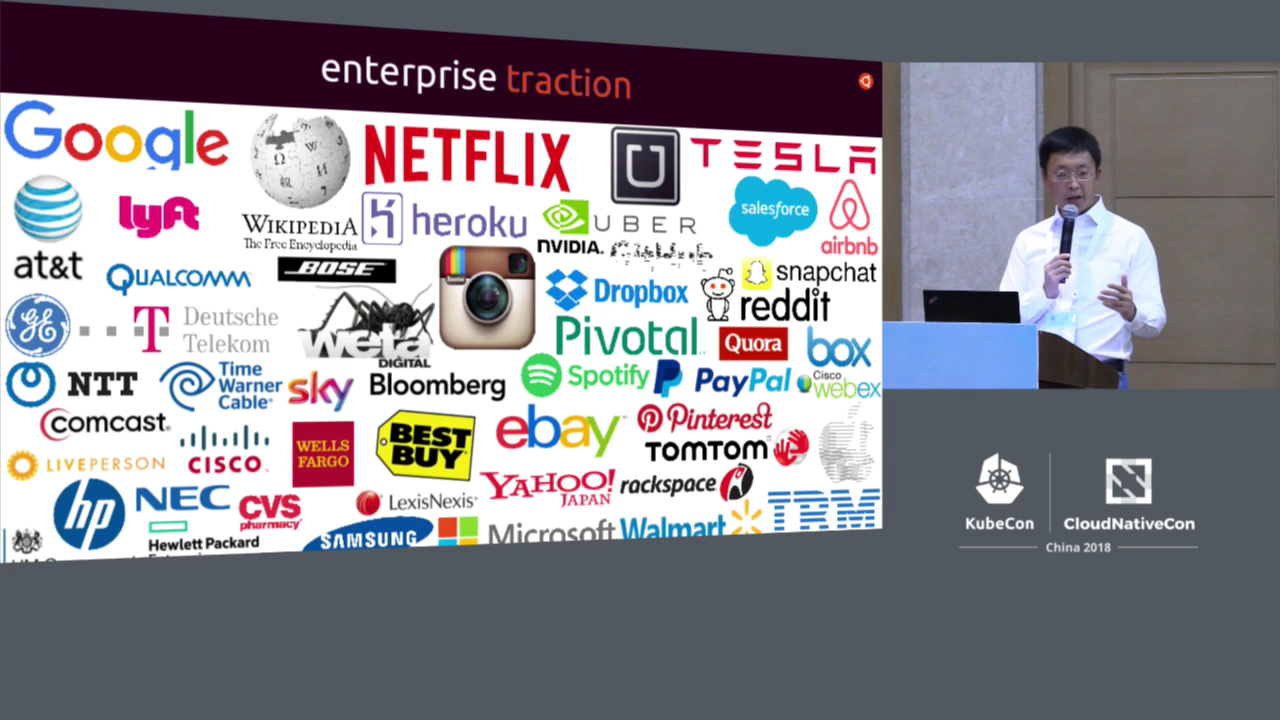 enterprise traction
Google
WIKIPEDIA
The Free Encyclopedia
NETFLIX
U
UBER
TESLA
at&t
lyft
heroku
NVIDIA.
salesforce
airbnb
QUALCOMM
BOSE
snapchat
Dropbox
reddit
GE
T
Deutsche
Telekom
weta
DIGITAL
Pivotal
Quora
box
NTT
Time
Warner
Cable
sky
Bloomberg
Spotify
PayPal
Cisco
webex
comcast
CISCO
WELLS
FARGO
BEST
BUY
ebay
Pinterest
TOMTOM
LIVEPERSON
hp
NEC
CVS
pharmacy
LexisNexis
YAHOO!
JAPAN
rackspace
IBM
Hewlett Packard
SAMSUNG
Microsoft
Walmart
KubeCon
CloudNativeCon
China 2018